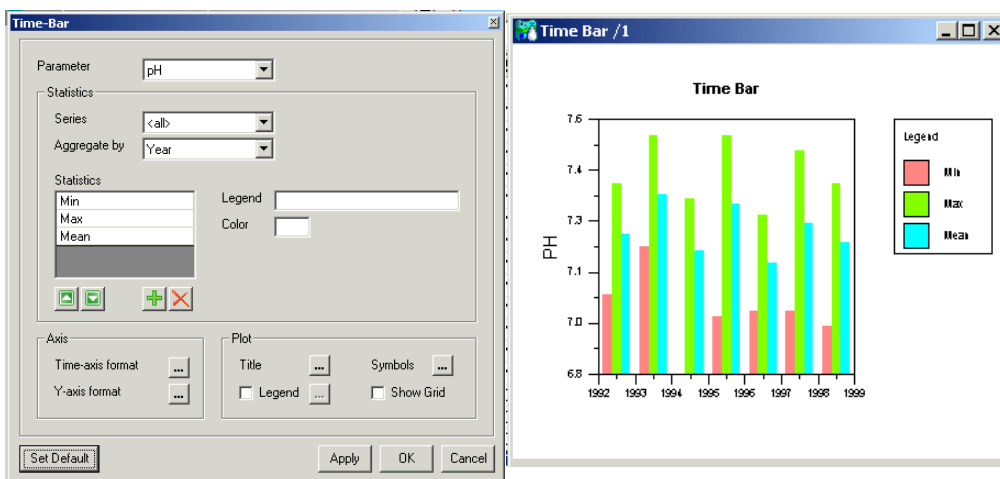 Time-Bar
Parameter
pH
Statistics
Series
<all>
Aggregate by
Year
Statistics
Min
Max
Mean
Legend
Color
Axis
Time-axis format
...
Y-axis format
...
Plot
Title
...
Symbols
...
Legend
...
Show Grid
Set Default
Apply
OK
Cancel
Time Bar /1
Time Bar
7.6
7.4
7.3
7.1
7.0
6.8
PH
1992 1993 1994 1995 1996 1997 1998 1999
Legend
Min
Max
Mean